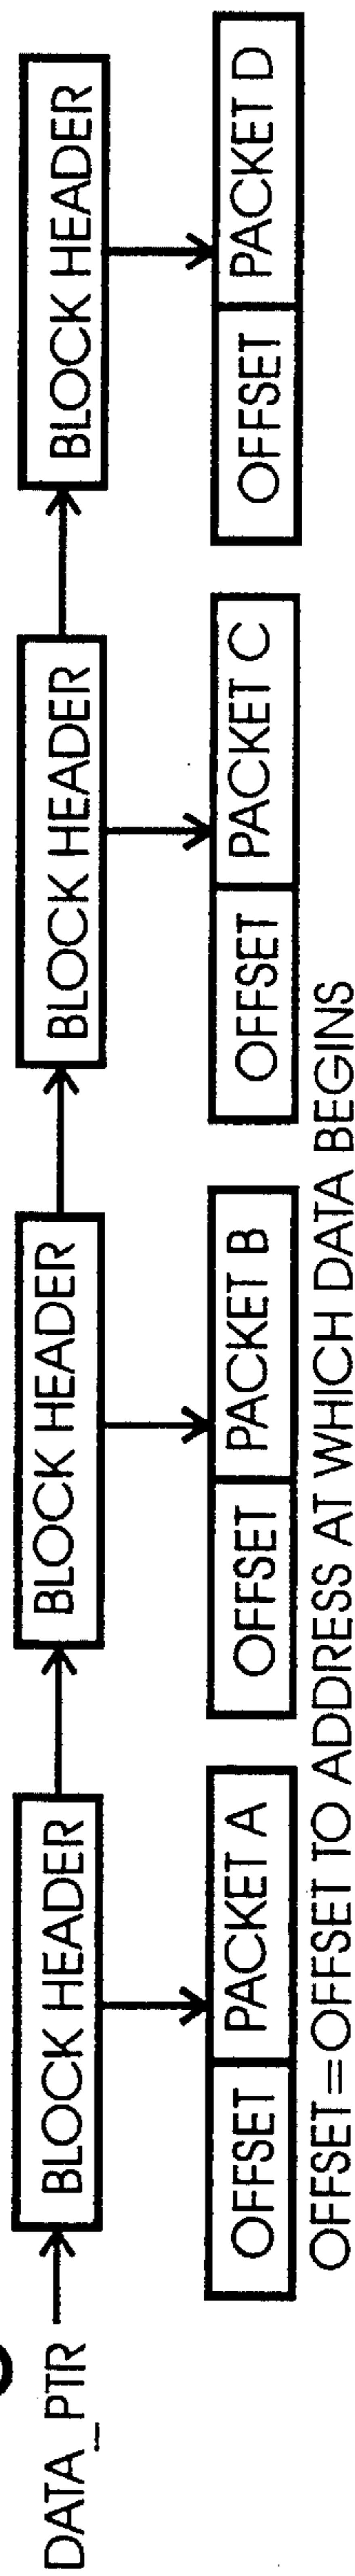 DATA_PTR
BLOCK HEADER
BLOCK HEADER
BLOCK HEADER
BLOCK HEADER
OFFSET PACKET A
OFFSET PACKET B
OFFSET PACKET C
OFFSET PACKET D
OFFSET=OFFSET TO ADDRESS AT WHICH DATA BEGINS